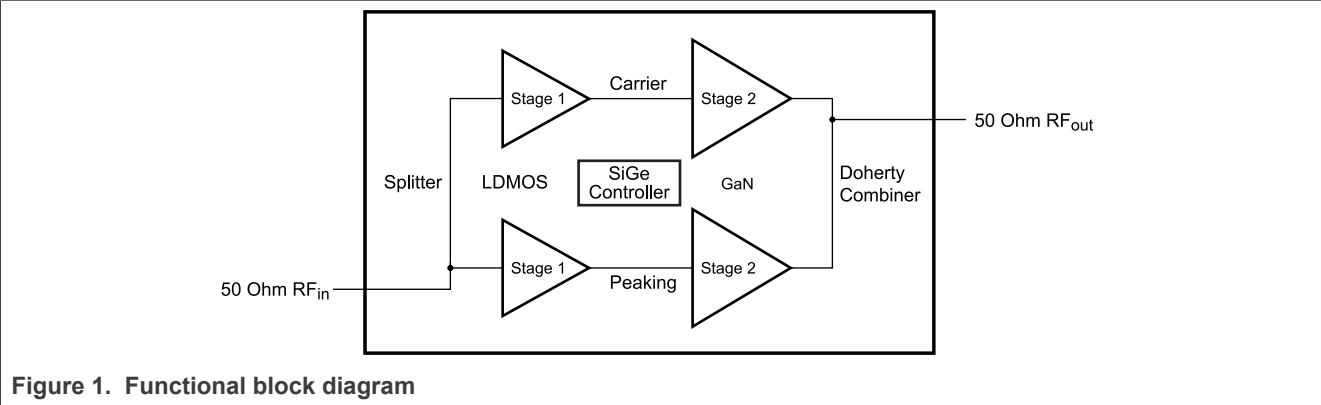 Carrier
Stage 1
Stage 2
50 Ohm RFout
Splitter
LDMOS
SiGe
Controller
GaN
Doherty
Combiner
Stage 1
Stage 2
Peaking
50 Ohm RFin
Figure 1. Functional block diagram